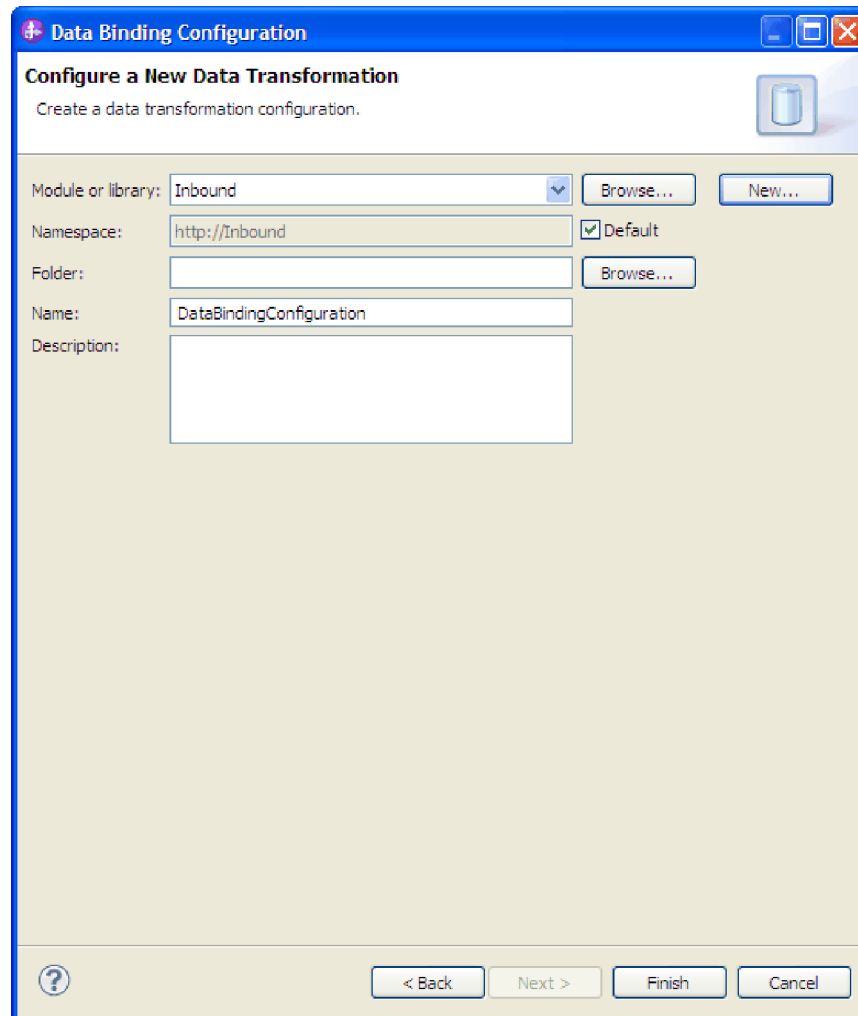 Data Binding Configuration
Configure a New Data Transformation
Create a data transformation configuration.
Module or library: Inbound Browse... New...
Namespace: http://Inbound Default
Folder: Browse...
Name: DataBindingConfiguration
Description:
? < Back Next > Finish Cancel